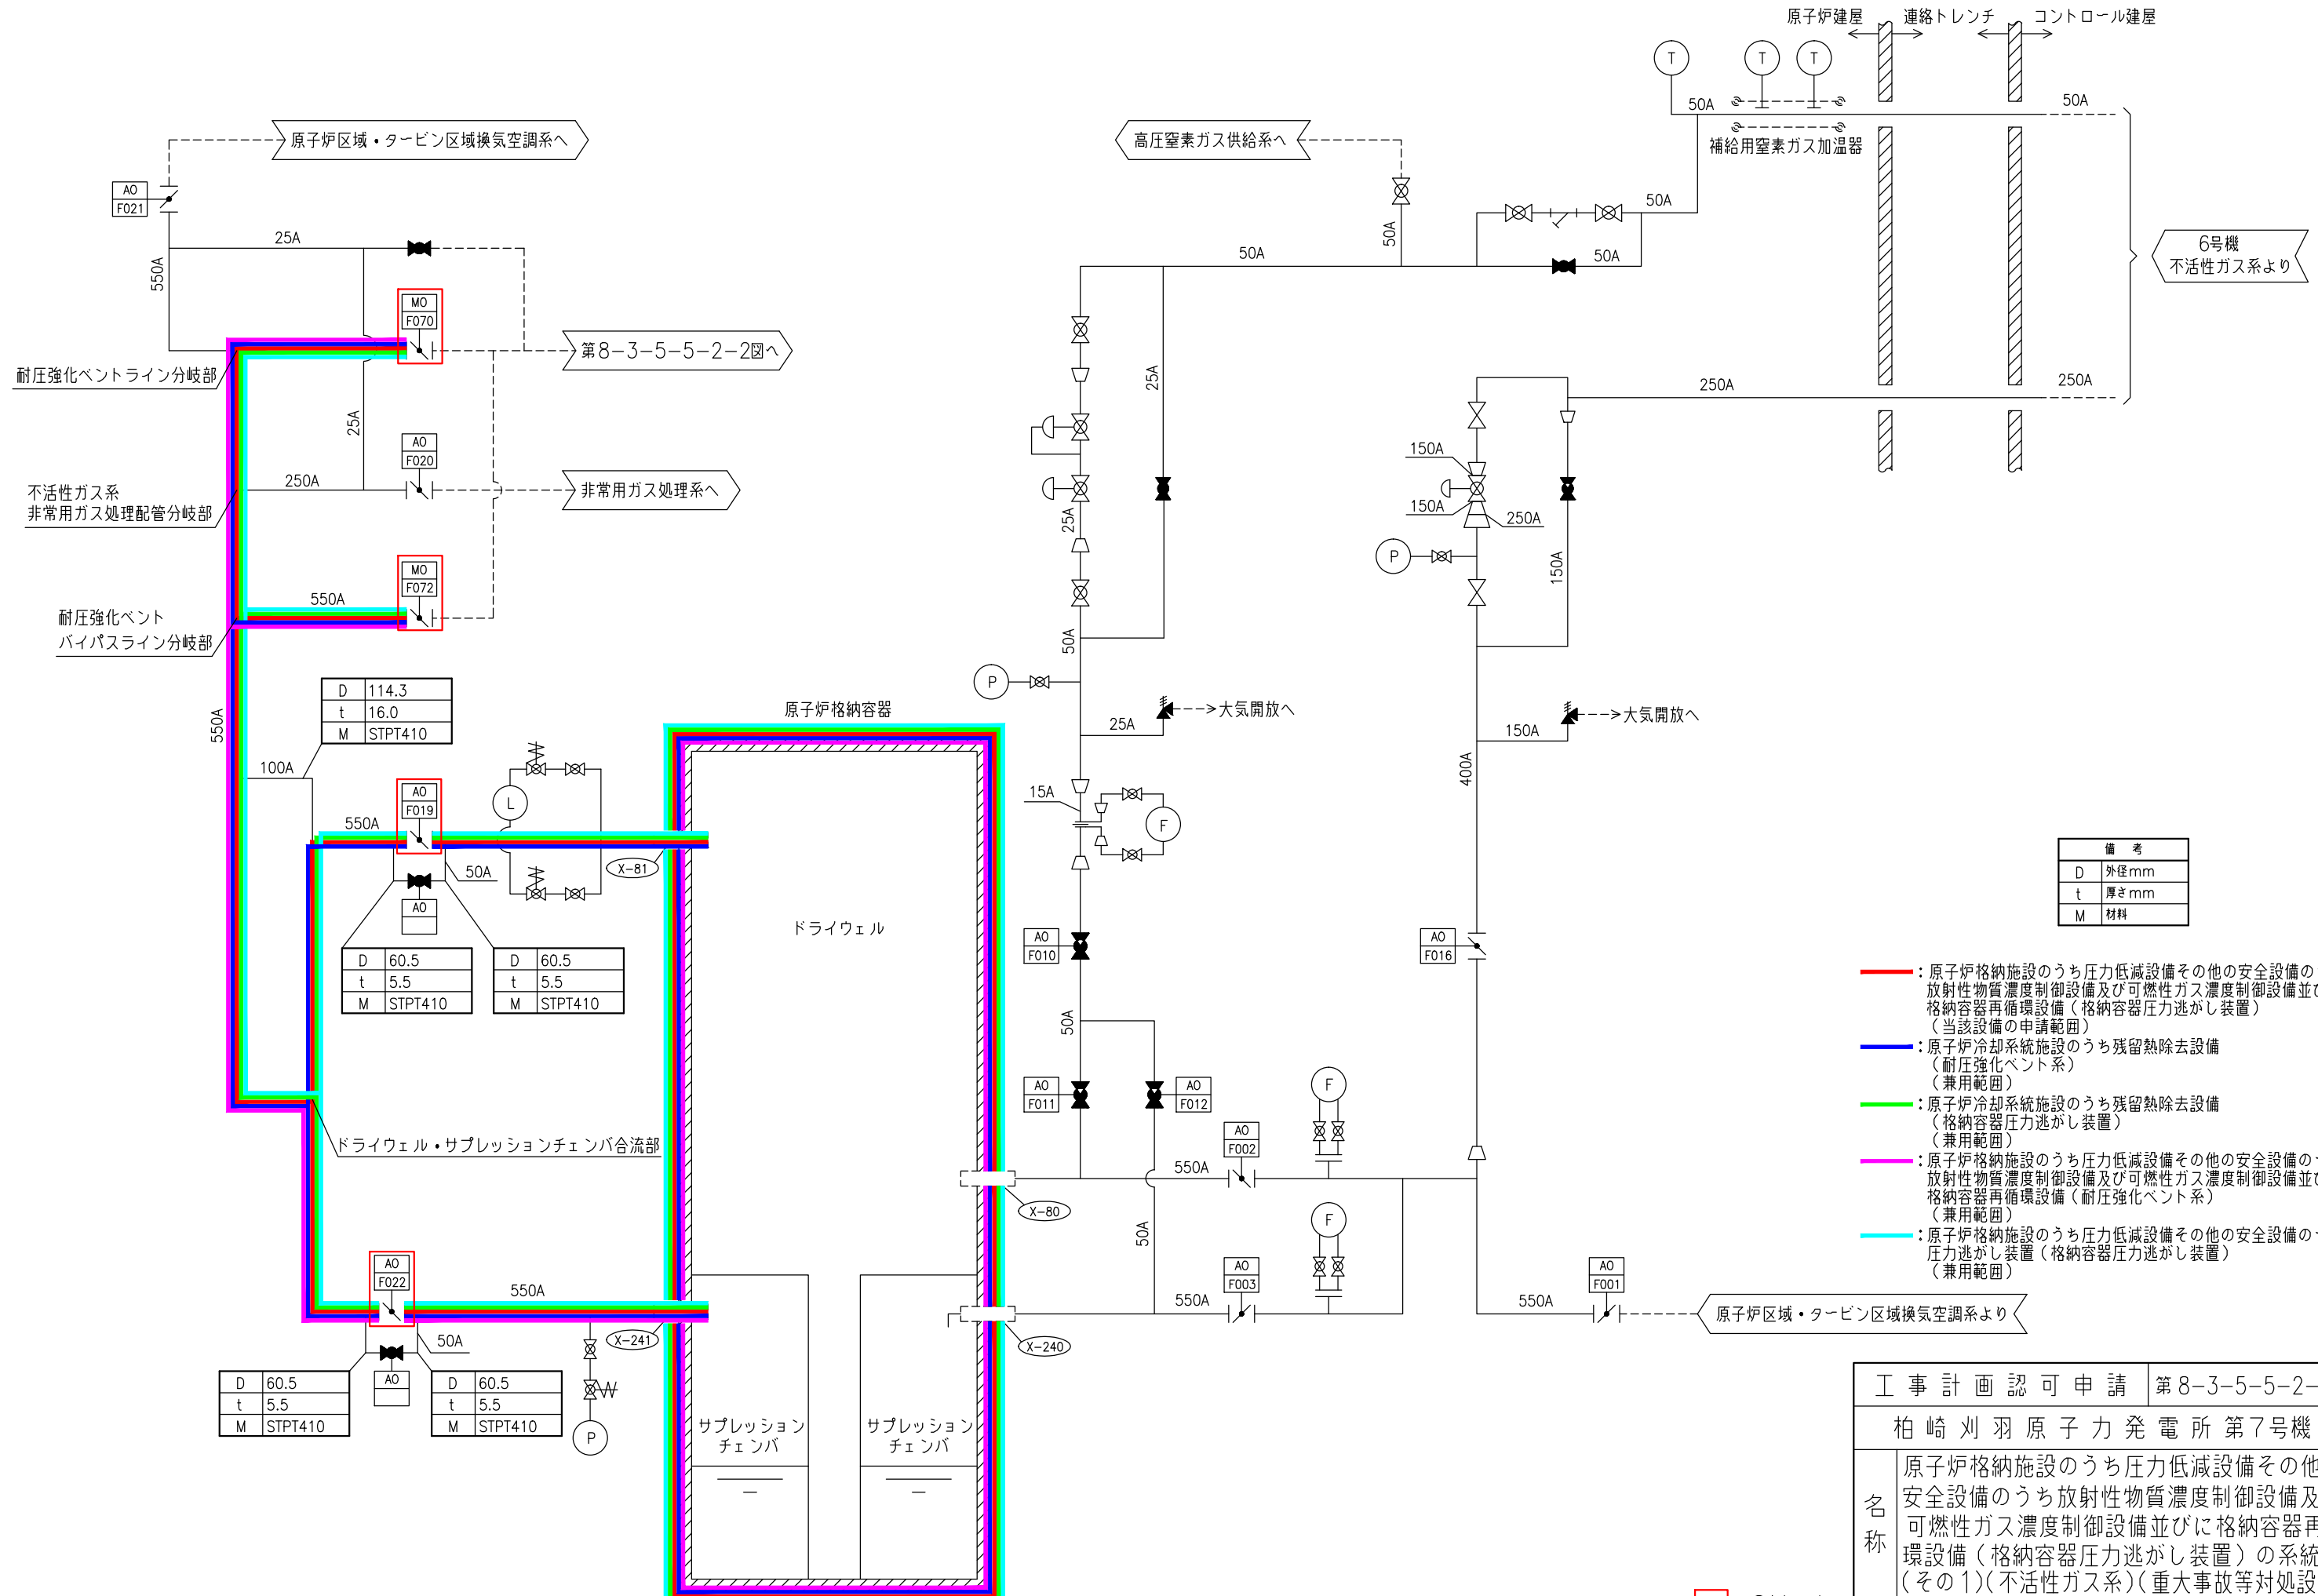 原子炉建屋
連絡トレンチ
コントロール建屋
T
T
T
50A
50A
補給用窒素ガス加温器
原子炉区域・タービン区域換気空調系へ
高圧窒素ガス供給系へ
AO
F021
25A
550A
50A
50A
50A
50A
6号機
不活性ガス系より
MO
F070
第8-3-5-5-2-2図へ
耐圧強化ベントライン分岐部
25A
25A
250A
250A
AO
F020
150A
250A
非常用ガス処理系へ
不活性ガス系
非常用ガス処理配管分岐部
25A
150A
250A
P
150A
MO
F072
550A
耐圧強化ベント
バイパスライン分岐部
50A
P
D 114.3
t 16.0
M STPT410
550A
原子炉格納容器
大気開放へ
大気開放へ
25A
150A
400A
100A
AO
F019
L
15A
F
550A
50A
X-81
AO
備考
D 外径mm
t 厚さmm
M 材料
ドライウェル
AO
F010
AO
F016
D 60.5
t 5.5
M STPT410
D 60.5
t 5.5
M STPT410
:原子炉格納施設のうち圧力低減設備その他の安全設備の
放射性物質濃度制御設備及び可燃性ガス濃度制御設備並び
格納容器再循環設備(格納容器圧力逃がし装置)
(当該設備の申請範囲)
50A
:原子炉冷却系統施設のうち残留熱除去設備
(耐圧強化ベント系)
(兼用範囲)
AO
F011
AO
F012
F
:原子炉冷却系統施設のうち残留熱除去設備
(格納容器圧力逃がし装置)
(兼用範囲)
ドライウェル・サプレッションチェンバ合流部
AO
F002
550A
:原子炉格納施設のうち圧力低減設備その他の安全設備の
放射性物質濃度制御設備及び可燃性ガス濃度制御設備並び
格納容器再循環設備(耐圧強化ベント系)
(兼用範囲)
X-80
F
50A
:原子炉格納施設のうち圧力低減設備その他の安全設備の
圧力逃がし装置(格納容器圧力逃がし装置)
(兼用範囲)
AO
F022
550A
AO
F003
550A
AO
F001
550A
原子炉区域・タービン区域換気空調系より
50A
X-241
X-240
AO
D 60.5
t 5.5
M STPT410
D 60.5
t 5.5
M STPT410
P
サプレッション
チェンバ
サプレッション
チェンバ
工事計画認可申請 第8-3-5-5-2-
柏崎刈羽原子力発電所第7号機
名称
原子炉格納施設のうち圧力低減設備その他
安全設備のうち放射性物質濃度制御設備及
可燃性ガス濃度制御設備並びに格納容器再
環設備(格納容器圧力逃がし装置)の系統
(その1)(不活性ガス系)(重大事故等対処設